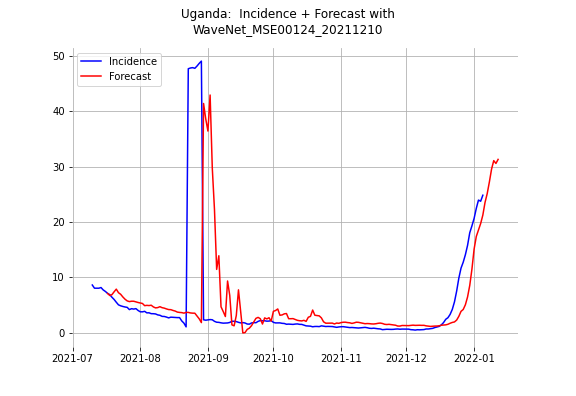 Uganda:  Incidence + Forecast with
WaveNet_MSE00124_20211210
50
Incidence
Forecast
40
30
20
10
0
2021-07 2021-08 2021-09 2021-10 2021-11 2021-12 2022-01